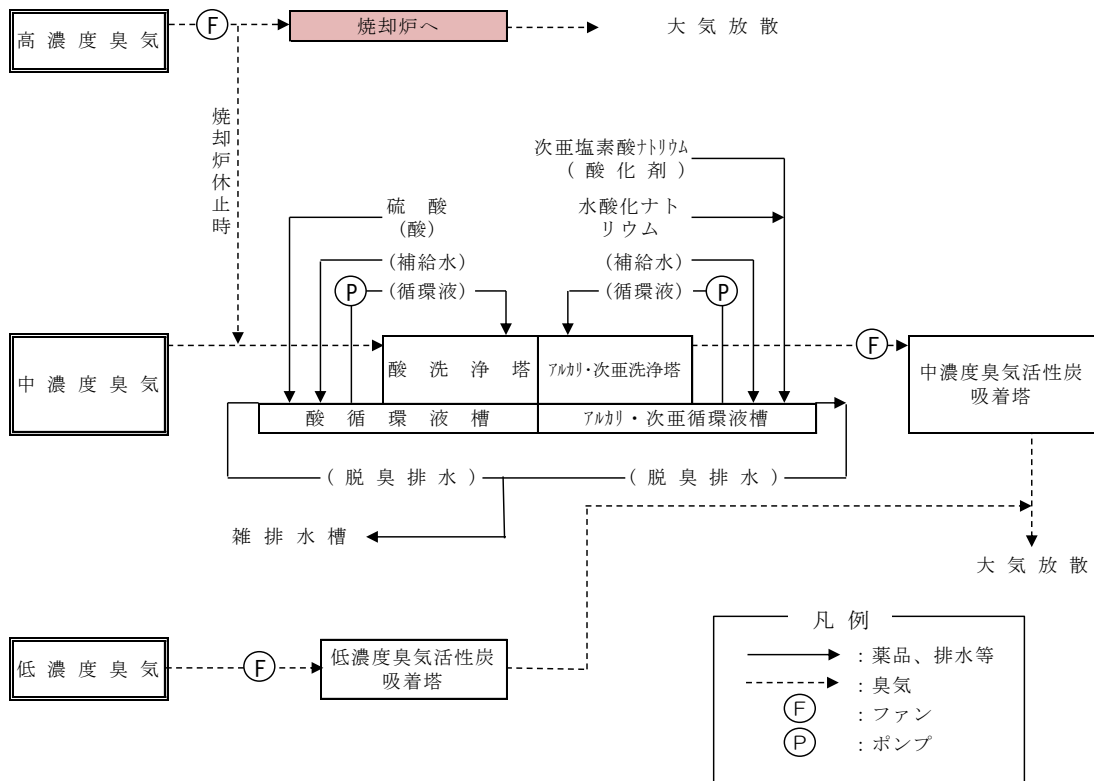 高濃度臭気
F
焼却炉へ
大気放散
焼却炉休止時
次亜塩素酸ﾅﾄﾘｳﾑ
(酸化剤)
硫酸
(酸)
水酸化ナト
リウム
(補給水)
(補給水)
P
(循環液)
(循環液)
P
中濃度臭気
酸洗浄塔
ｱﾙｶﾘ・次亜洗浄塔
F
中濃度臭気活性炭
吸着塔
酸循環液槽
ｱﾙｶﾘ・次亜循環液槽
(脱臭排水)
(脱臭排水)
雑排水槽
大気放散
低濃度臭気
F
低濃度臭気活性炭
吸着塔
凡例
：薬品、排水等
：臭気
F ：ファン
P ：ポンプ